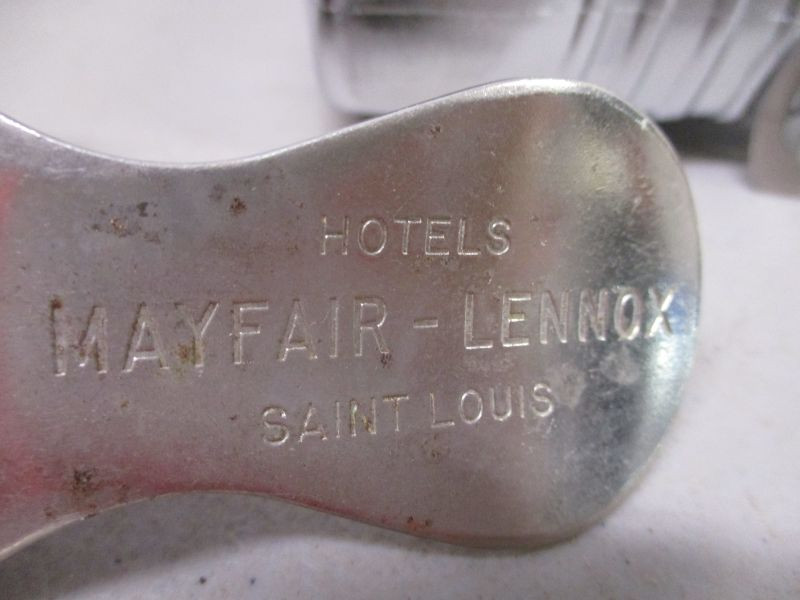 HOTELS
MAYFAIR - LENNOX
SAINT LOUIS